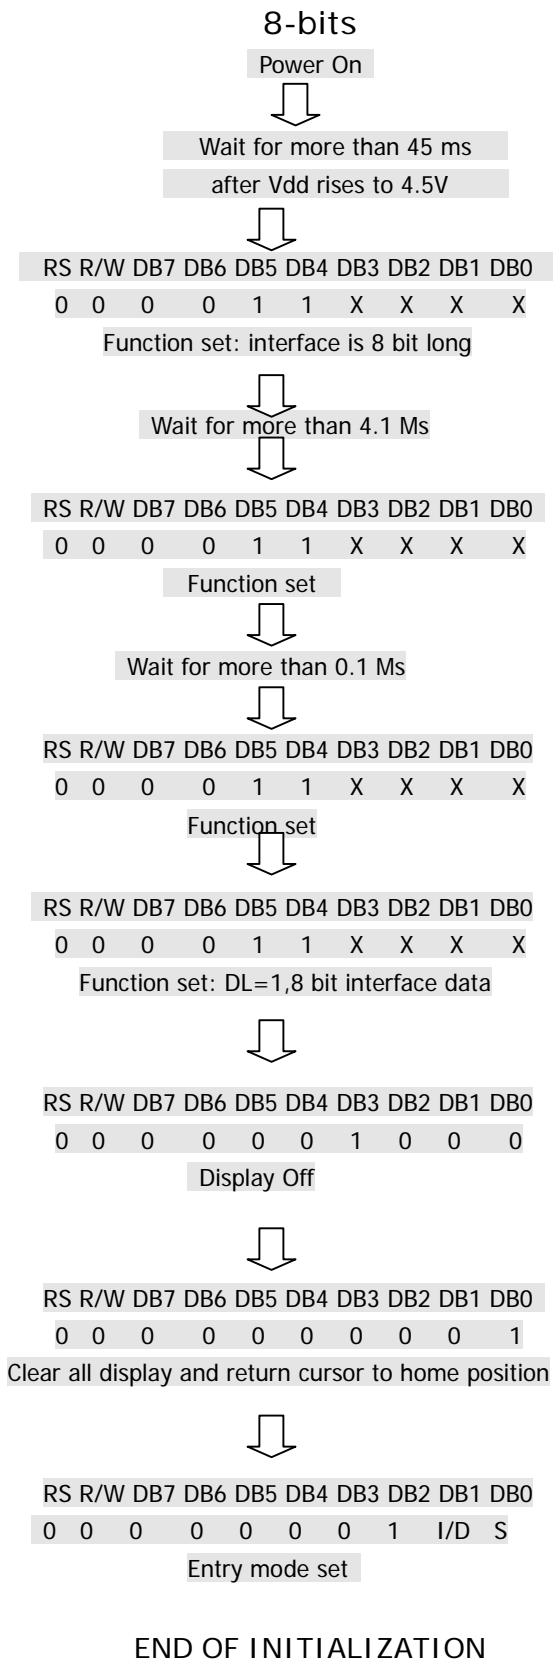 8-bits
Power On
Wait for more than 45 ms
after Vdd rises to 4.5V
RS R/W DB7 DB6 DB5 DB4 DB3 DB2 DB1 DB0
0 0 0 0 1 1 X X X X
Function set: interface is 8 bit long
Wait for more than 4.1 Ms
RS R/W DB7 DB6 DB5 DB4 DB3 DB2 DB1 DB0
0 0 0 0 1 1 X X X X
Function set
Wait for more than 0.1 Ms
RS R/W DB7 DB6 DB5 DB4 DB3 DB2 DB1 DB0
0 0 0 0 1 1 X X X X
Function set
RS R/W DB7 DB6 DB5 DB4 DB3 DB2 DB1 DB0
0 0 0 0 1 1 X X X X
Function set: DL=1,8 bit interface data
RS R/W DB7 DB6 DB5 DB4 DB3 DB2 DB1 DB0
0 0 0 0 0 0 1 0 0 0
Display Off
RS R/W DB7 DB6 DB5 DB4 DB3 DB2 DB1 DB0
0 0 0 0 0 0 0 0 0 1
Clear all display and return cursor to home position
RS R/W DB7 DB6 DB5 DB4 DB3 DB2 DB1 DB0
0 0 0 0 0 0 0 1 I/D S
Entry mode set
END OF INITIALIZATION